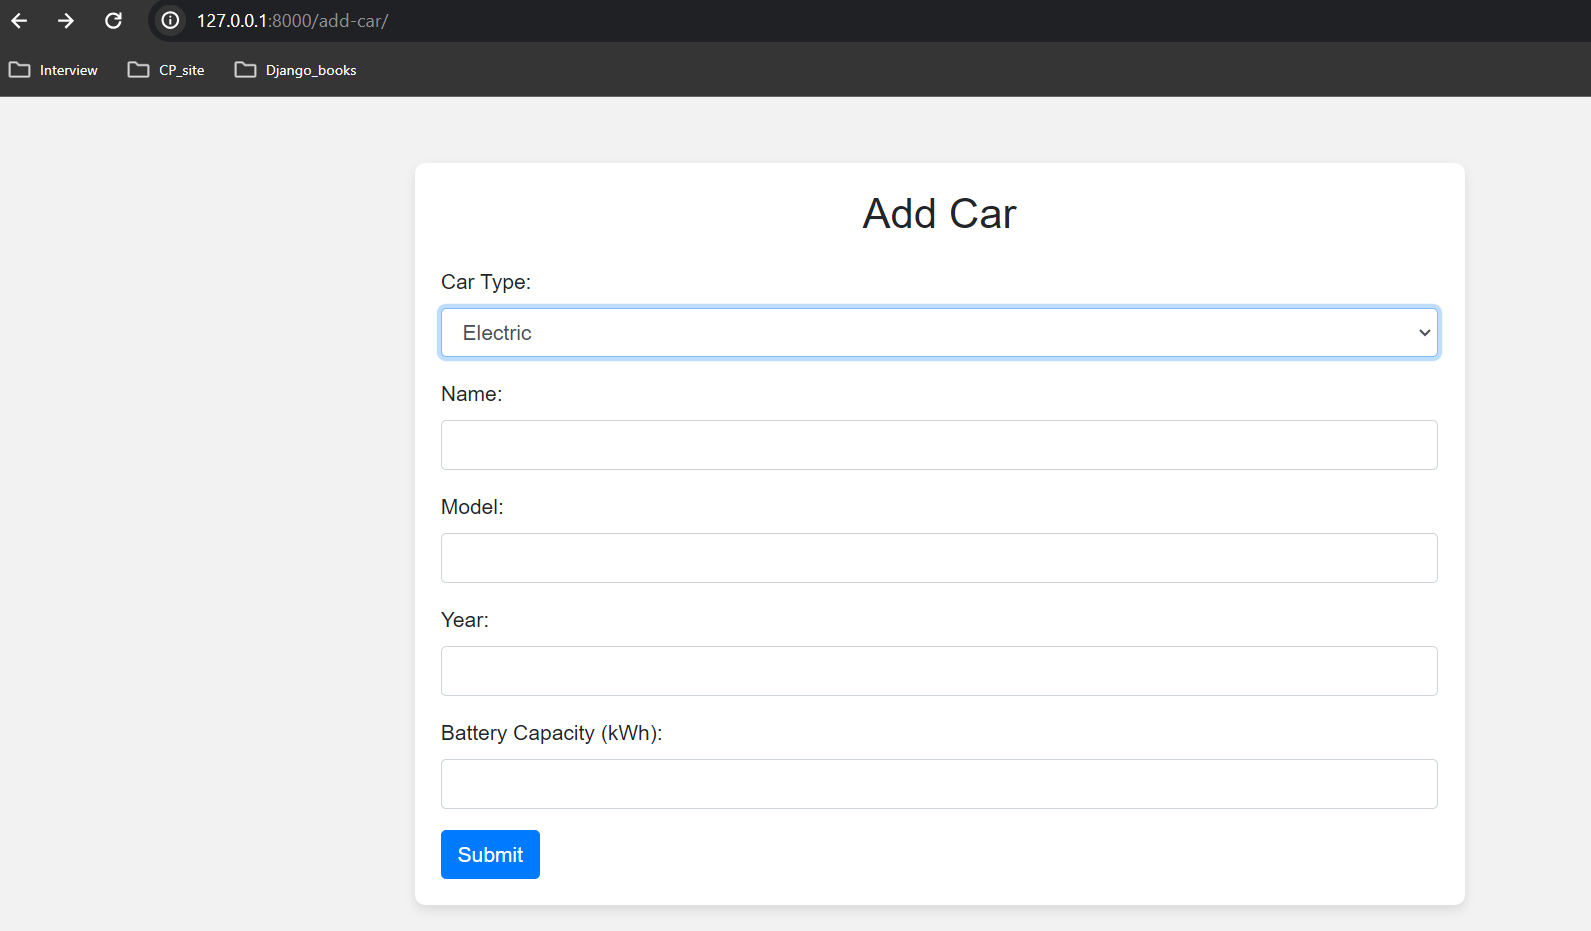 127.0.0.1:8000/add-car/
Interview CP_site Django_books
Add Car
Car Type:
Electric
Name:
Model:
Year:
Battery Capacity (kWh):
Submit